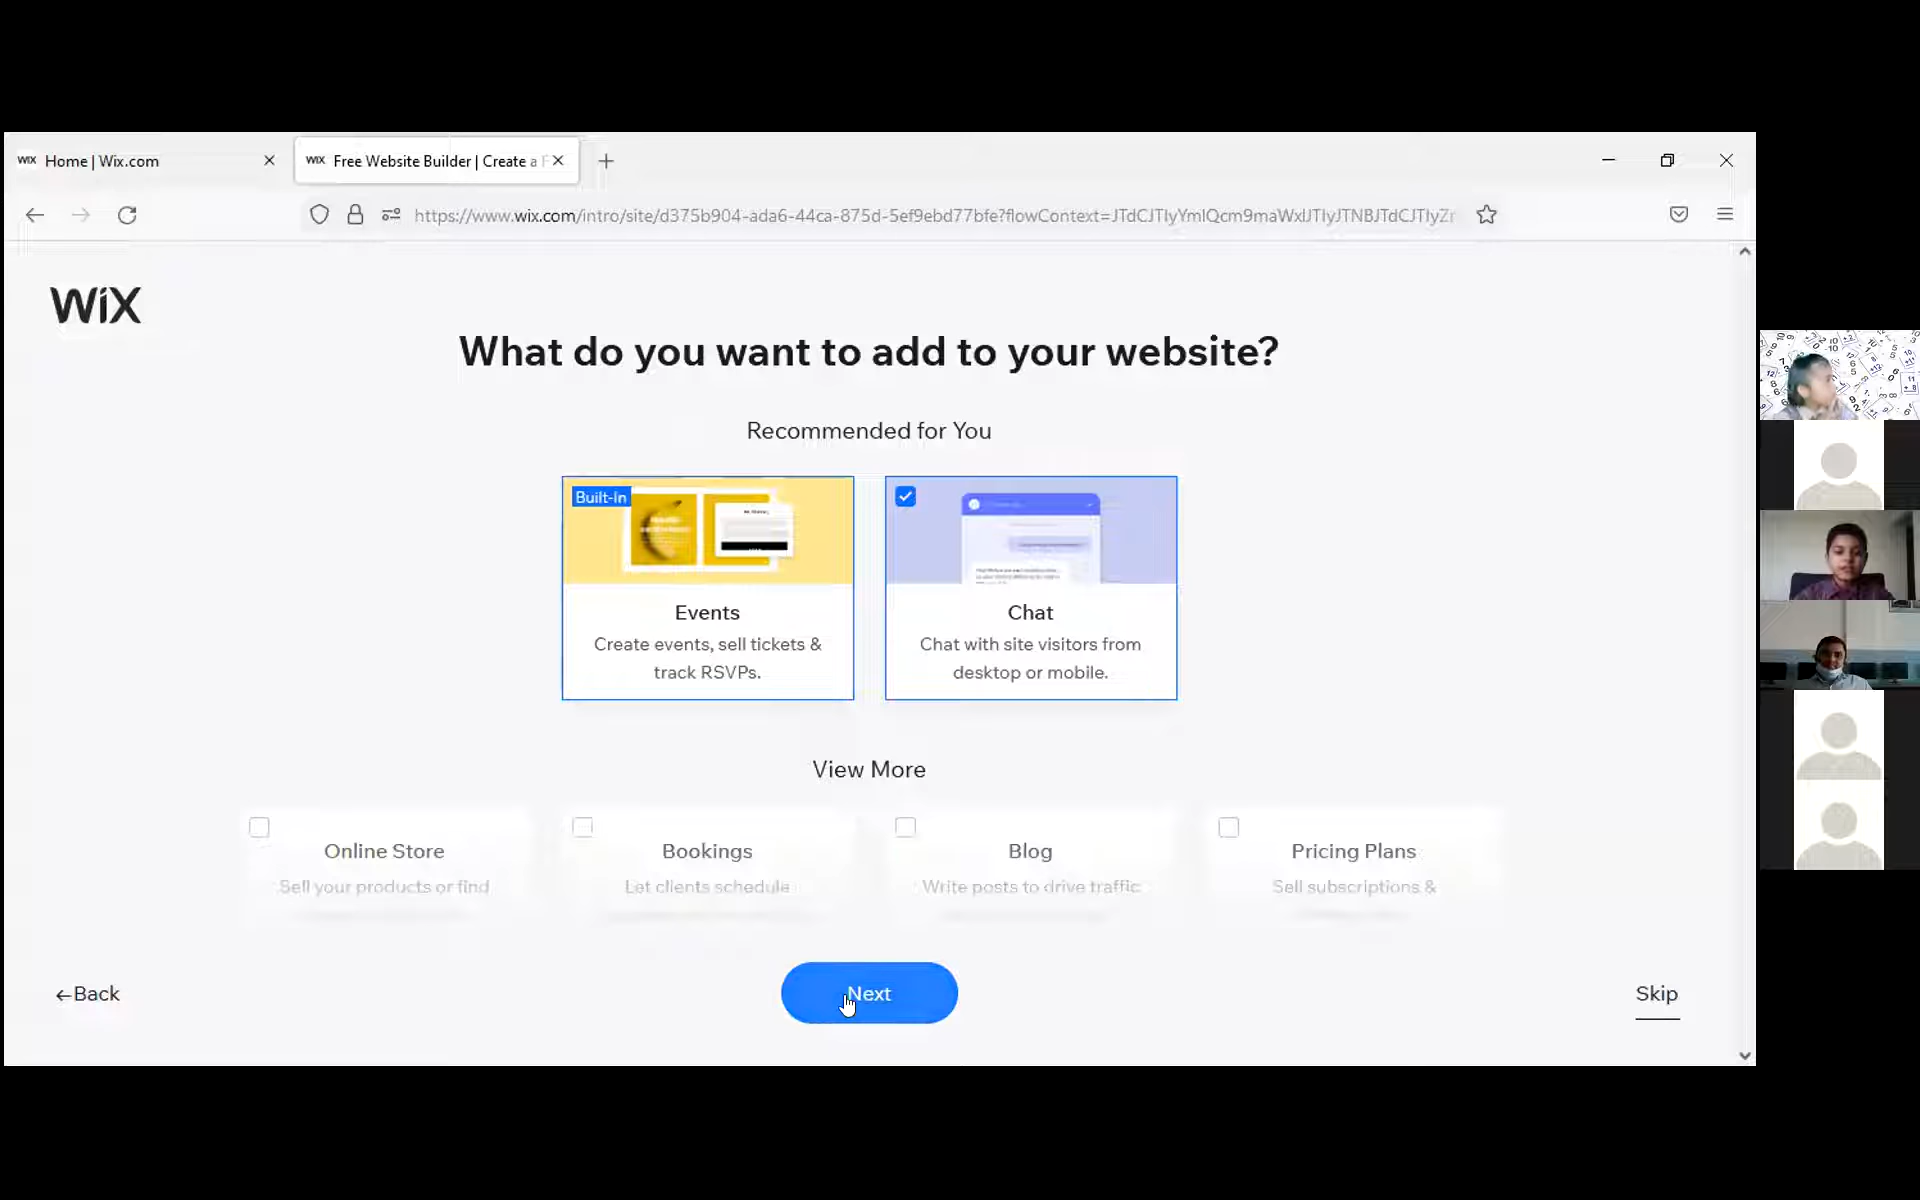 WiX Home | Wix.com
WiX Free Website Builder | Create a F
https://www.wix.com/intro/site/d375b904-ada6-44ca-875d-5ef9ebd77bfe?flowContext=JTdCJTIyYmlQcm9maWxlJTIyJTNBJTdCJTIyZr
WiX
What do you want to add to your website?
Recommended for You
Built-In
Events
Create events, sell tickets &
track RSVPs.
Chat
Chat with site visitors from
desktop or mobile.
View More
Online Store
Sell your products or find
Bookings
Let clients schedule
Blog
Write posts to drive traffic
Pricing Plans
Sell subscriptions &
←Back
Next
Skip